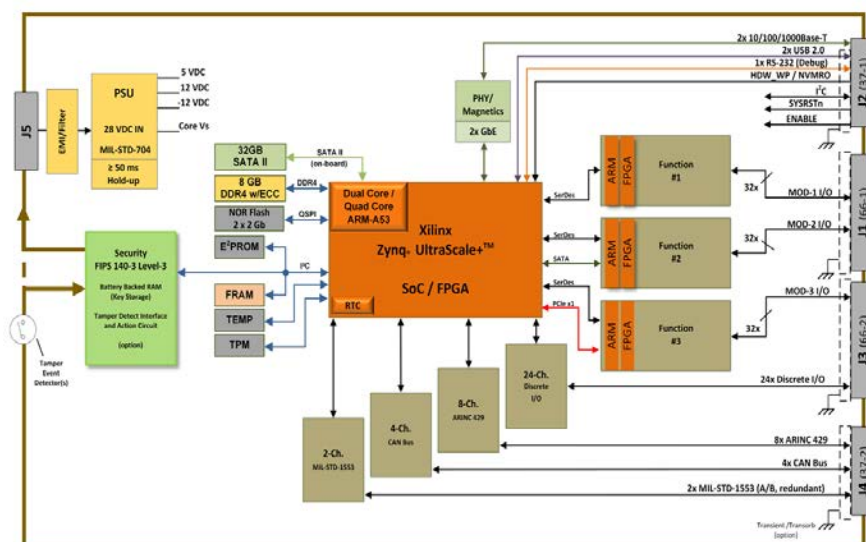 2x 10/100/1000Base-T
2x USB 2.0
1x RS-232 (Debug)
HDW_WP / NVMRO
I²C
SYSRSTn
ENABLE
J2 (37-1)
J5
EMI/Filter
PSU
28 VDC IN
MIL-STD-704
≥ 50 ms
Hold-up
5 VDC
12 VDC
-12 VDC
Core Vs
PHY/
Magnetics
2x GbE
32GB
SATA II
SATA II
(on-board)
8 GB
DDR4 w/ECC
DDR4
NOR Flash
2 x 2 Gb
QSPI
E²PROM
I²C
FRAM
TEMP
TPM
Dual Core /
Quad Core
ARM-A53
Xilinx
Zynq® UltraScale+™
SoC / FPGA
RTC
SerDes
ARM
FPGA
Function
#1
32x
MOD-1 I/O
J1 (66-1)
SerDes
SATA
ARM
FPGA
Function
#2
32x
MOD-2 I/O
SerDes
PCIe x1
ARM
FPGA
Function
#3
32x
MOD-3 I/O
J3 (66-2)
Security
FIPS 140-3 Level-3
Battery Backed RAM
(Key Storage)
Tamper Detect Interface
and Action Circuit
(option)
Tamper
Event
Detector(s)
24-Ch.
Discrete
I/O
24x Discrete I/O
8-Ch.
ARINC 429
8x ARINC 429
4-Ch.
CAN Bus
4x CAN Bus
2-Ch.
MIL-STD-1553
2x MIL-STD-1553 (A/B, redundant)
J4 (37-2)
Transient /Transorb
(option)